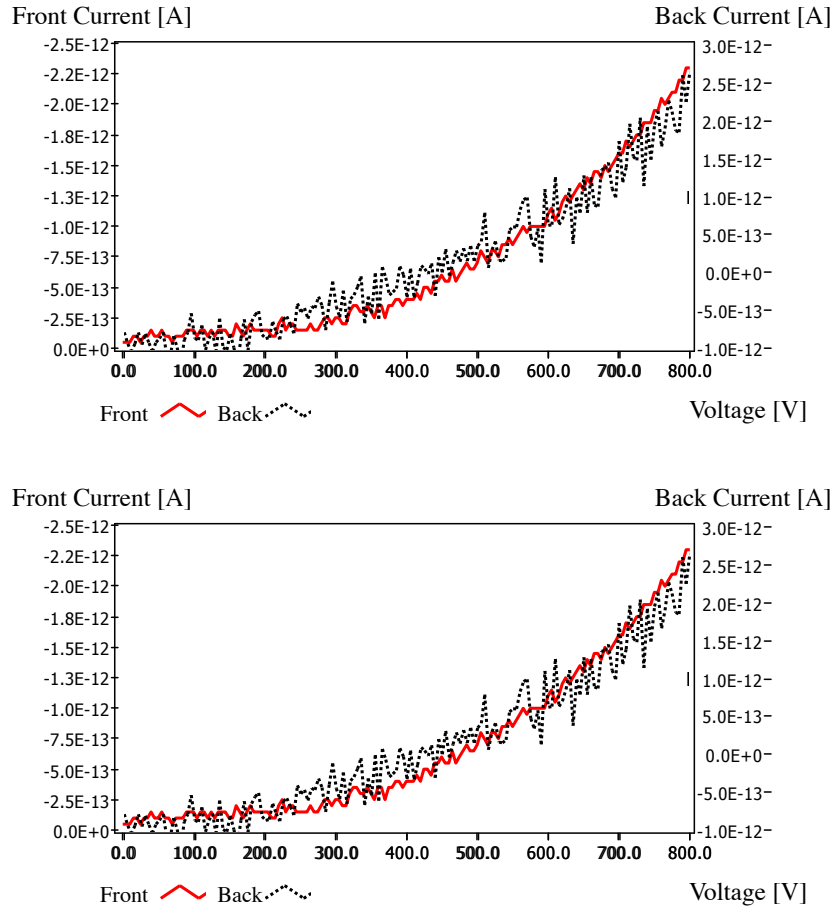 Front Current [A] Back Current [A]
-2.5E-12 3.0E-12
-2.2E-12 2.5E-12
-2.0E-12 2.0E-12
-1.8E-12
-1.5E-12 1.5E-12
-1.3E-12 1.0E-12
-1.0E-12 5.0E-13
-7.5E-13 0.0E+0
-5.0E-13 -5.0E-13
-2.5E-13
0.0E+0 -1.0E-12
0.0 100.0 200.0 300.0 400.0 500.0 600.0 700.0 800.0
Front Back Voltage [V]
Front Current [A] Back Current [A]
-2.5E-12 3.0E-12
-2.2E-12 2.5E-12
-2.0E-12 2.0E-12
-1.8E-12
-1.5E-12 1.5E-12
-1.3E-12 1.0E-12
-1.0E-12 5.0E-13
-7.5E-13 0.0E+0
-5.0E-13 -5.0E-13
-2.5E-13
0.0E+0 -1.0E-12
0.0 100.0 200.0 300.0 400.0 500.0 600.0 700.0 800.0
Front Back Voltage [V]